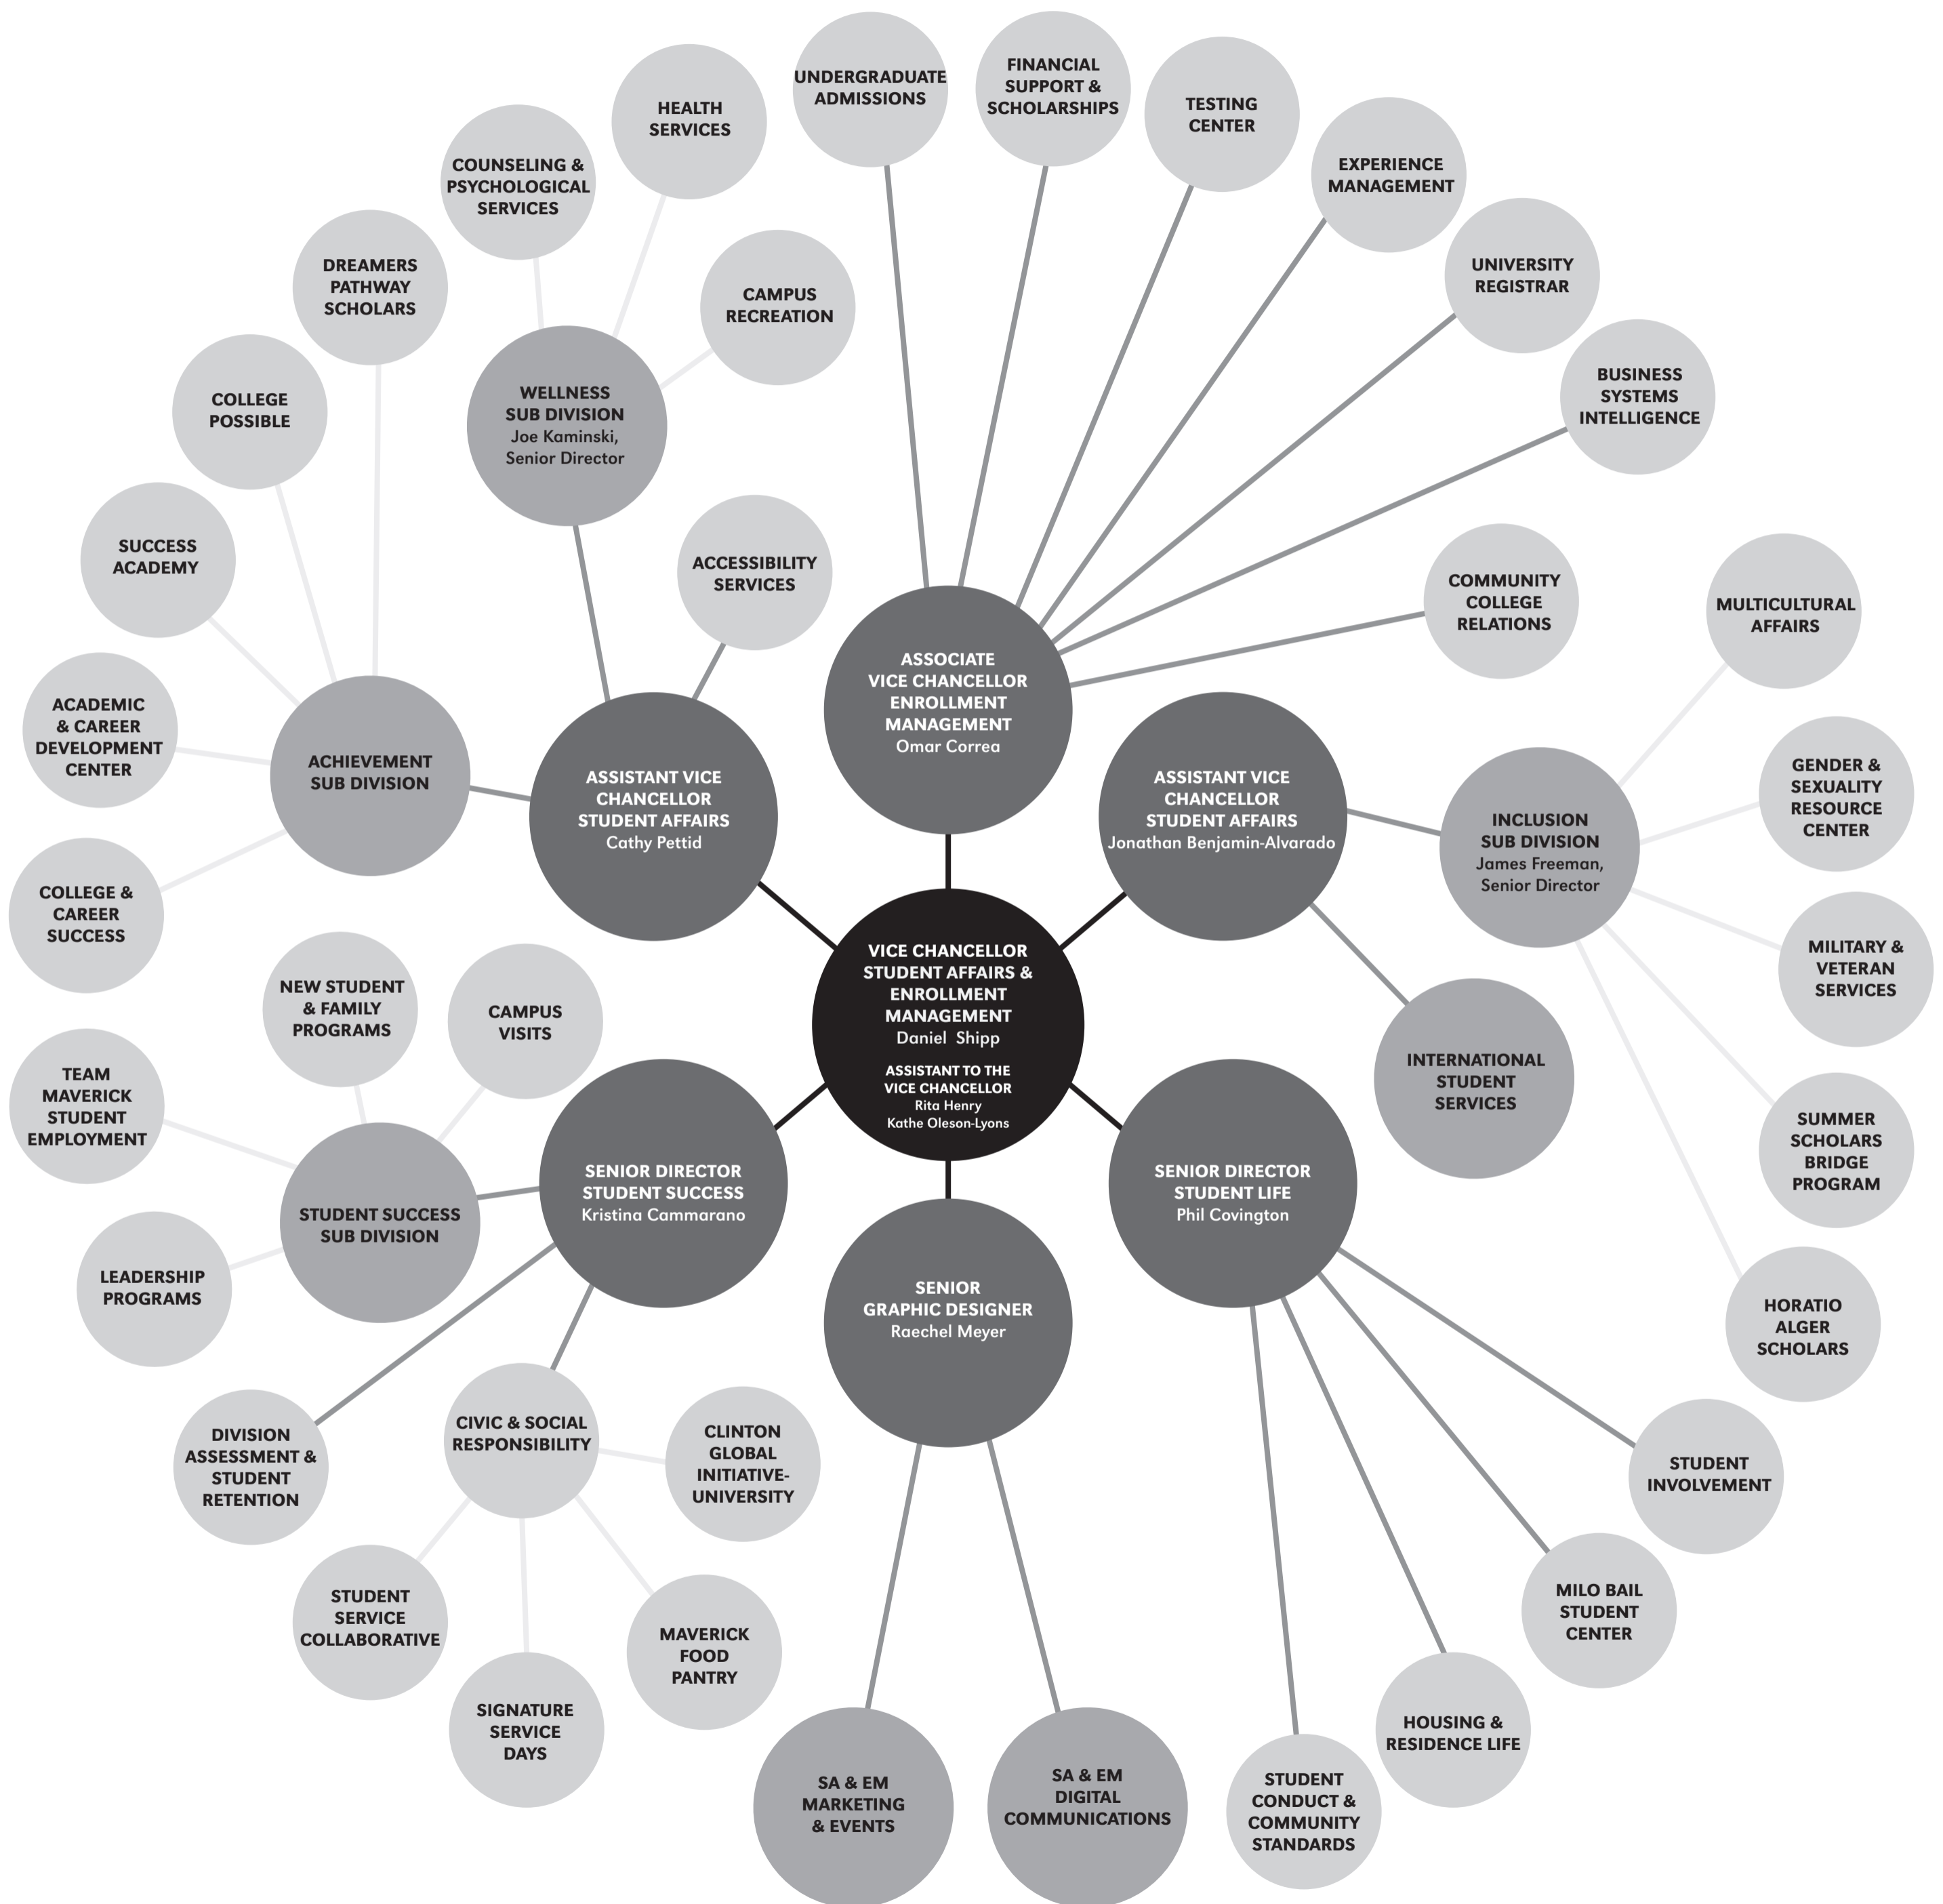 UNDERGRADUATE
ADMISSIONS
FINANCIAL
SUPPORT &
SCHOLARSHIPS
TESTING
CENTER
HEALTH
SERVICES
COUNSELING &
PSYCHOLOGICAL
SERVICES
EXPERIENCE
MANAGEMENT
UNIVERSITY
REGISTRAR
DREAMERS
PATHWAY
SCHOLARS
CAMPUS
RECREATION
COLLEGE
POSSIBLE
WELLNESS
SUB DIVISION
Joe Kaminski,
Senior Director
BUSINESS
SYSTEMS
INTELLIGENCE
SUCCESS
ACADEMY
ACCESSIBILITY
SERVICES
COMMUNITY
COLLEGE
RELATIONS
MULTICULTURAL
AFFAIRS
ACADEMIC
& CAREER
DEVELOPMENT
CENTER
ACHIEVEMENT
SUB DIVISION
ASSISTANT VICE
CHANCELLOR
STUDENT AFFAIRS
Cathy Pettid
ASSOCIATE
VICE CHANCELLOR
ENROLLMENT
MANAGEMENT
Omar Correa
ASSISTANT VICE
CHANCELLOR
STUDENT AFFAIRS
Jonathan Benjamin-Alvarado
INCLUSION
SUB DIVISION
James Freeman,
Senior Director
GENDER &
SEXUALITY
RESOURCE
CENTER
COLLEGE &
CAREER
SUCCESS
MILITARY &
VETERAN
SERVICES
NEW STUDENT
& FAMILY
PROGRAMS
CAMPUS
VISITS
VICE CHANCELLOR
STUDENT AFFAIRS &
ENROLLMENT
MANAGEMENT
Daniel Shipp
ASSISTANT TO THE
VICE CHANCELLOR
Rita Henry
Kathe Oleson-Lyons
INTERNATIONAL
STUDENT
SERVICES
TEAM
MAVERICK
STUDENT
EMPLOYMENT
SUMMER
SCHOLARS
BRIDGE
PROGRAM
STUDENT SUCCESS
SUB DIVISION
SENIOR DIRECTOR
STUDENT SUCCESS
Kristina Cammarano
SENIOR DIRECTOR
STUDENT LIFE
Phil Covington
LEADERSHIP
PROGRAMS
SENIOR
GRAPHIC DESIGNER
Raechel Meyer
HORATIO
ALGER
SCHOLARS
DIVISION
ASSESSMENT &
STUDENT
RETENTION
CIVIC & SOCIAL
RESPONSIBILITY
CLINTON
GLOBAL
INITIATIVE-
UNIVERSITY
STUDENT
INVOLVEMENT
STUDENT
SERVICE
COLLABORATIVE
MAVERICK
FOOD
PANTRY
MILO BAIL
STUDENT
CENTER
SIGNATURE
SERVICE
DAYS
HOUSING &
RESIDENCE LIFE
SA & EM
MARKETING
& EVENTS
SA & EM
DIGITAL
COMMUNICATIONS
STUDENT
CONDUCT &
COMMUNITY
STANDARDS